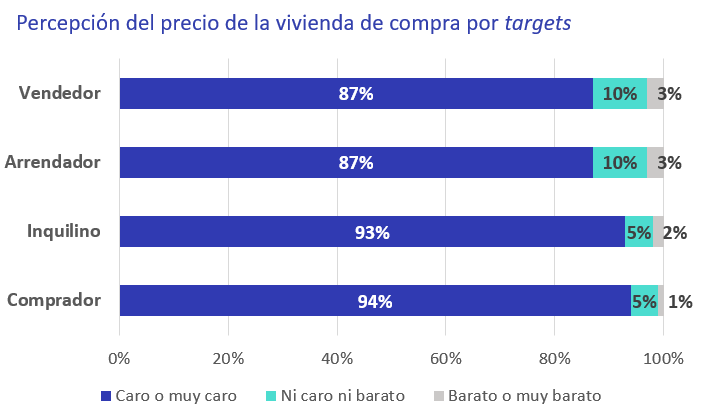 Percepción del precio de la vivienda de compra por targets
Vendedor 87% 10% 3%
Arrendador 87% 10% 3%
Inquilino 93% 5% 2%
Comprador 94% 5% 1%
0% 20% 40% 60% 80% 100%
Caro o muy caro Ni caro ni barato Barato o muy barato